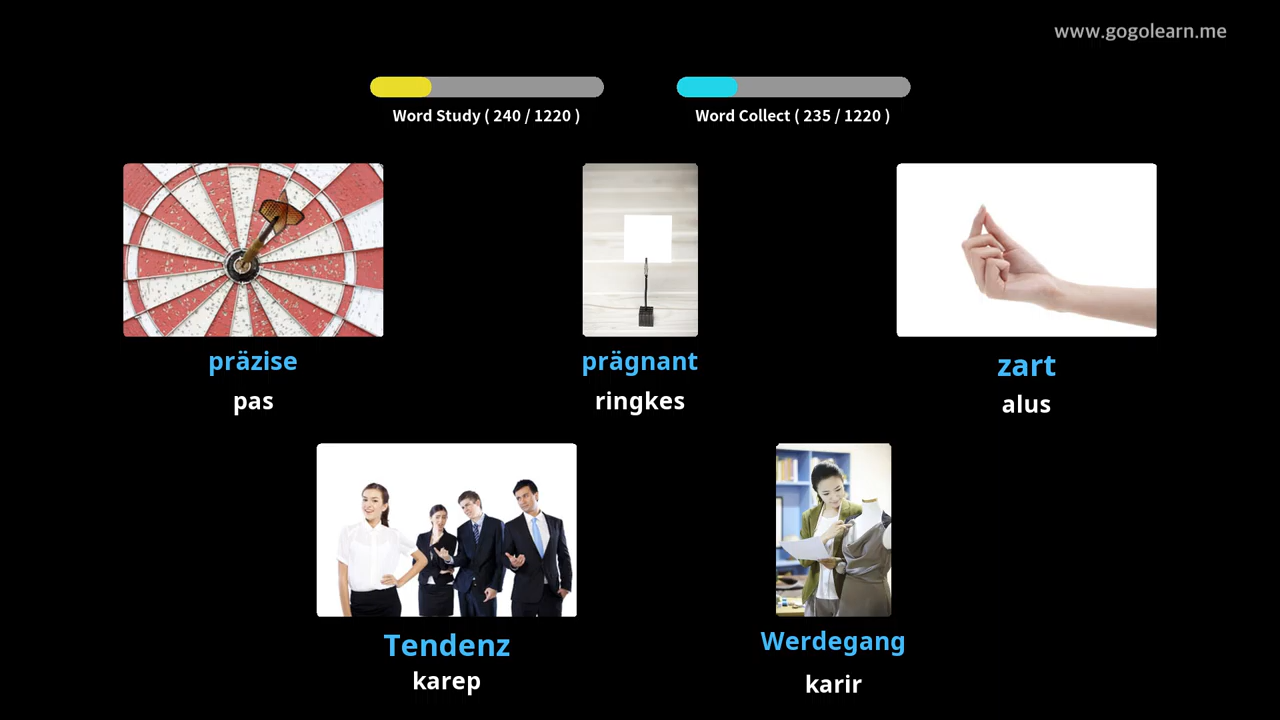 www.gogolearn.me
Word Study ( 240 / 1220 )
Word Collect ( 235 / 1220 )
präzise
pas
prägnant
ringkes
zart
alus
Tendenz
karep
Werdegang
karir